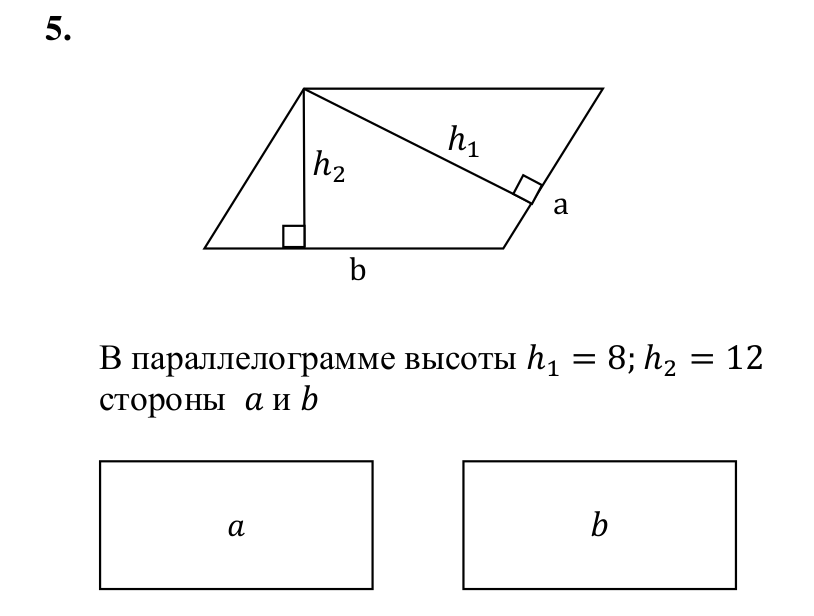 5.
h₁
h₂
a
b
В параллелограмме высоты h₁ = 8; h₂ = 12
стороны a и b
a
b